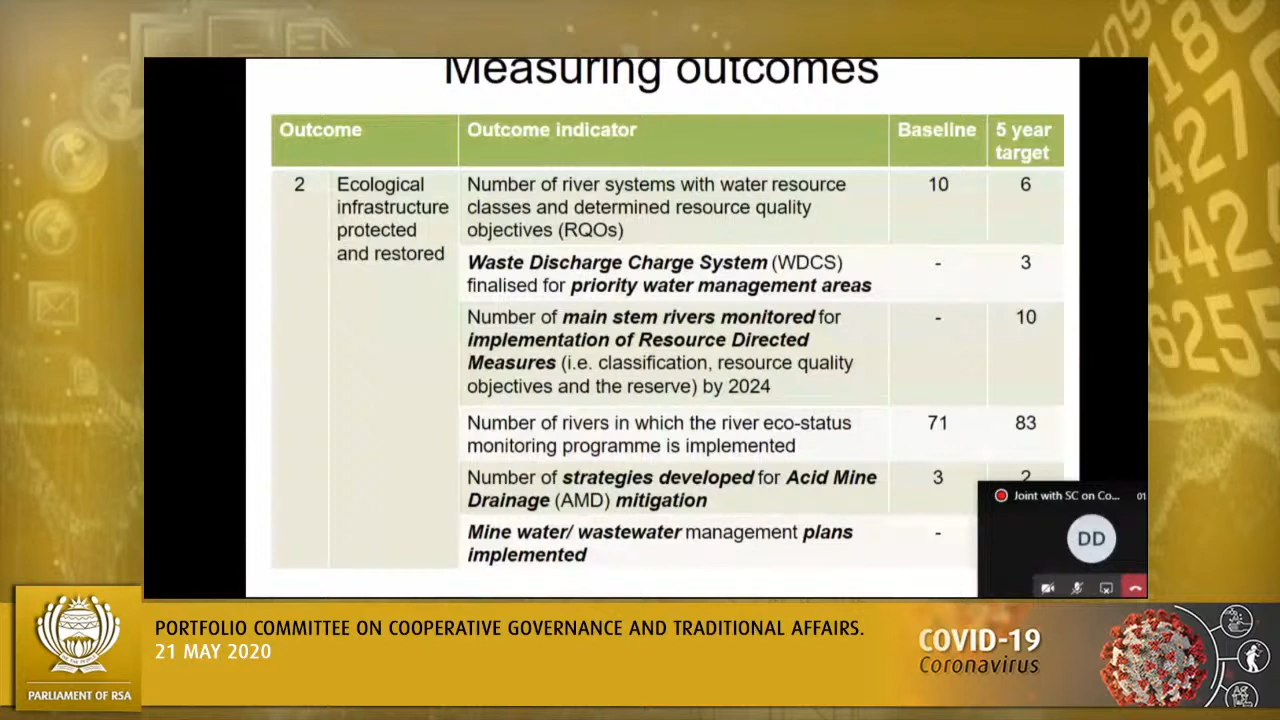 Measuring outcomes
Outcome
Outcome indicator
Baseline
5 year
target
2
Ecological
infrastructure
protected
and restored
Number of river systems with water resource
classes and determined resource quality
objectives (RQOs)
10
6
Waste Discharge Charge System (WDCS)
finalised for priority water management areas
-
3
Number of main stem rivers monitored for
implementation of Resource Directed
Measures (i.e. classification, resource quality
objectives and the reserve) by 2024
-
10
Number of rivers in which the river eco-status
monitoring programme is implemented
71
83
Number of strategies developed for Acid Mine
Drainage (AMD) mitigation
3
2
Mine water/ wastewater management plans
implemented
-
Joint with SC on Co...
01
DD
PORTFOLIO COMMITTEE ON COOPERATIVE GOVERNANCE AND TRADITIONAL AFFAIRS.
21 MAY 2020
PARLIAMENT OF RSA
COVID-19
Coronavirus